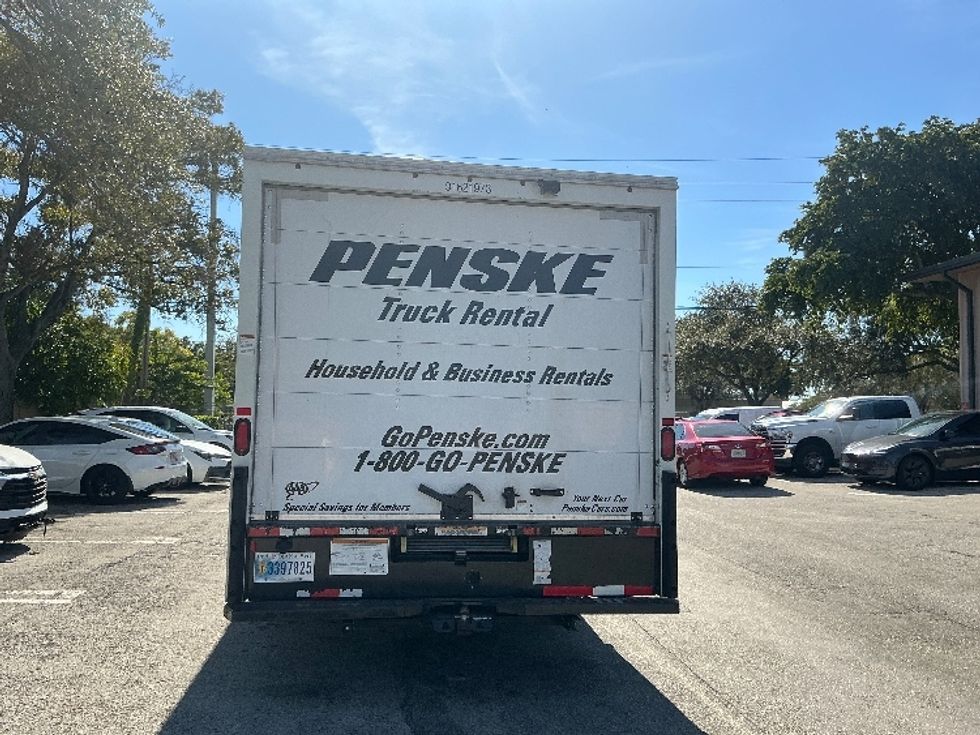 PENSKE
Truck Rental
Household & Business Rentals
GoPenske.com
1-800-GO-PENSKE
AAA
Special Savings for Members
Your Next Car
PenskeCars.com
3397825